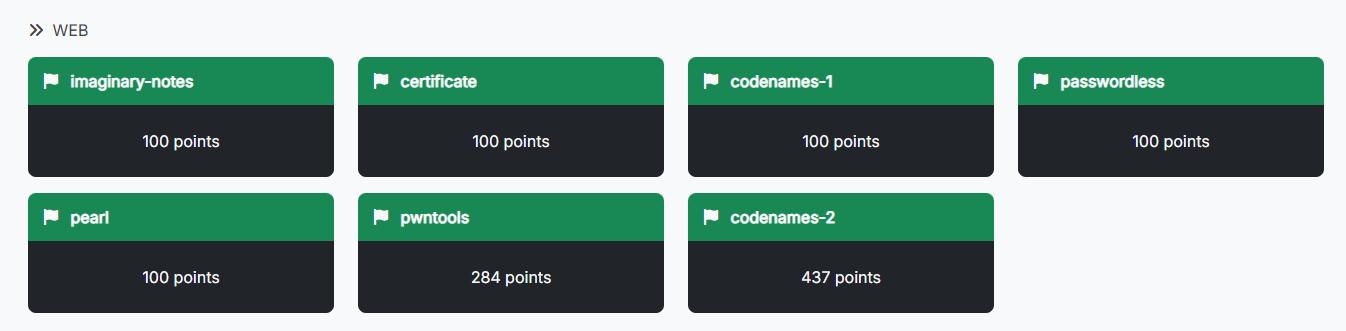 WEB
imaginary-notes
certificate
codenames-1
passwordless
100 points
100 points
100 points
100 points
pearl
pwntools
codenames-2
100 points
284 points
437 points